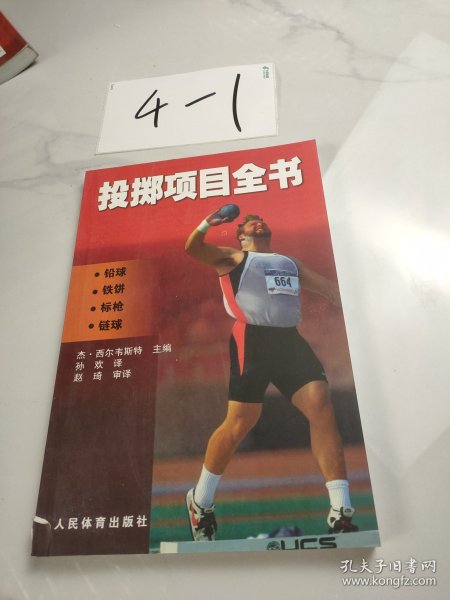 4-1
投掷项目全书
• 铅球
• 铁饼
• 标枪
• 链球
杰·西尔韦斯特 主编
孙 欢 译
赵 琦 审译
664
人民体育出版社
UCS
孔夫子旧书网
www.kongfz.com